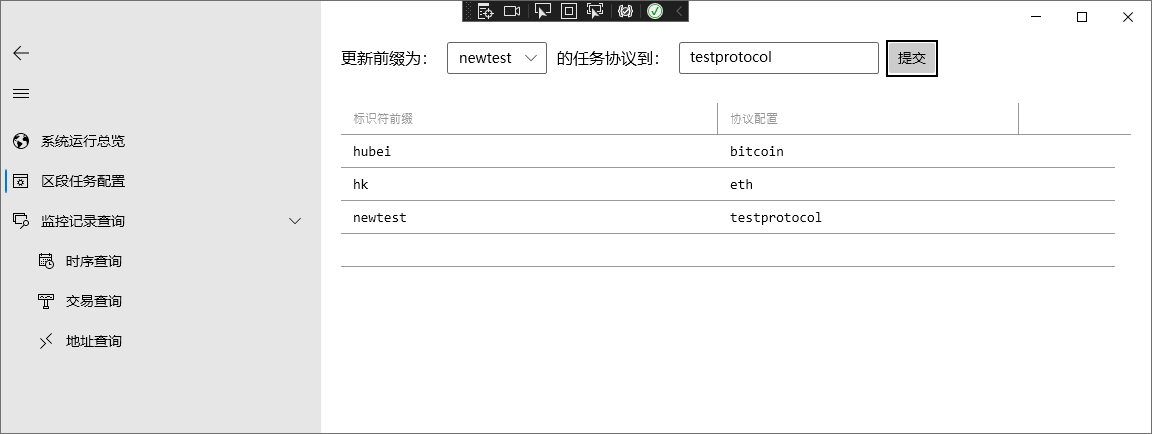 更新前缀为： newtest 的任务协议到： testprotocol 提交
系统运行总览
区段任务配置
监控记录查询
时序查询
交易查询
地址查询
标识符前缀 协议配置
hubei bitcoin
hk eth
newtest testprotocol